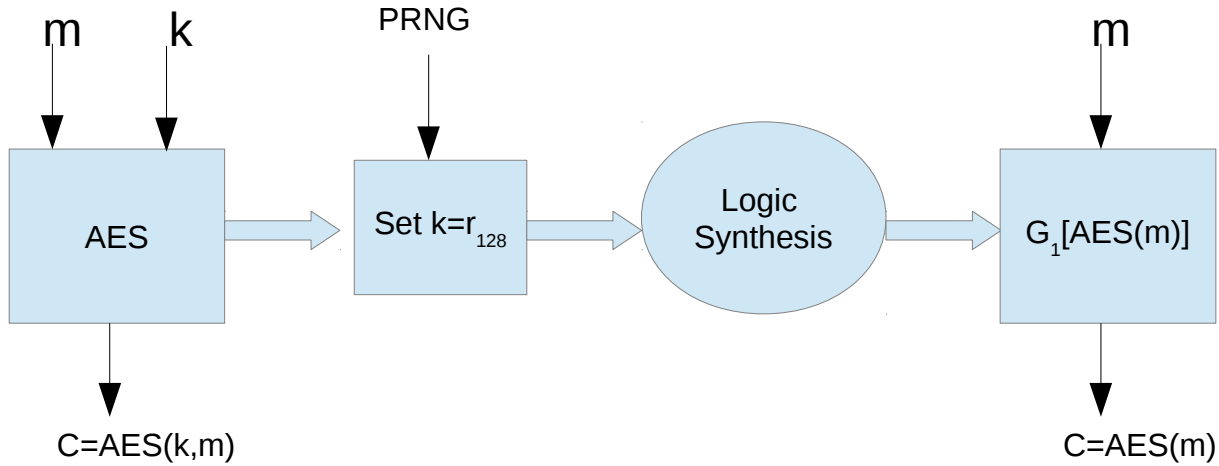 m
k
PRNG
m
AES
Set k=r128
Logic
Synthesis
G1[AES(m)]
C=AES(k,m)
C=AES(m)